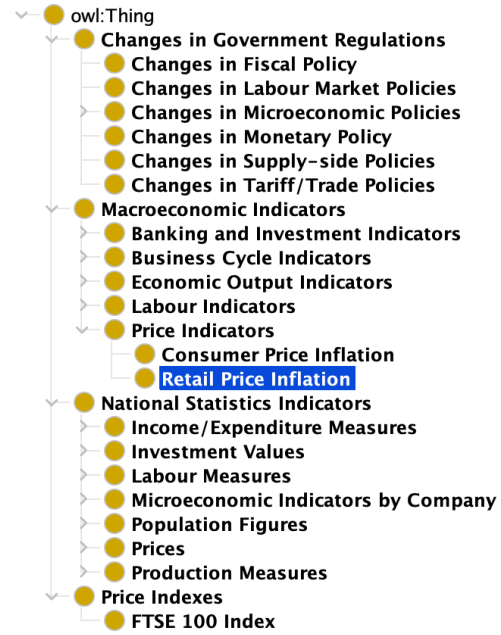 owl:Thing
Changes in Government Regulations
Changes in Fiscal Policy
Changes in Labour Market Policies
Changes in Microeconomic Policies
Changes in Monetary Policy
Changes in Supply-side Policies
Changes in Tariff/Trade Policies
Macroeconomic Indicators
Banking and Investment Indicators
Business Cycle Indicators
Economic Output Indicators
Labour Indicators
Price Indicators
Consumer Price Inflation
Retail Price Inflation
National Statistics Indicators
Income/Expenditure Measures
Investment Values
Labour Measures
Microeconomic Indicators by Company
Population Figures
Prices
Production Measures
Price Indexes
FTSE 100 Index